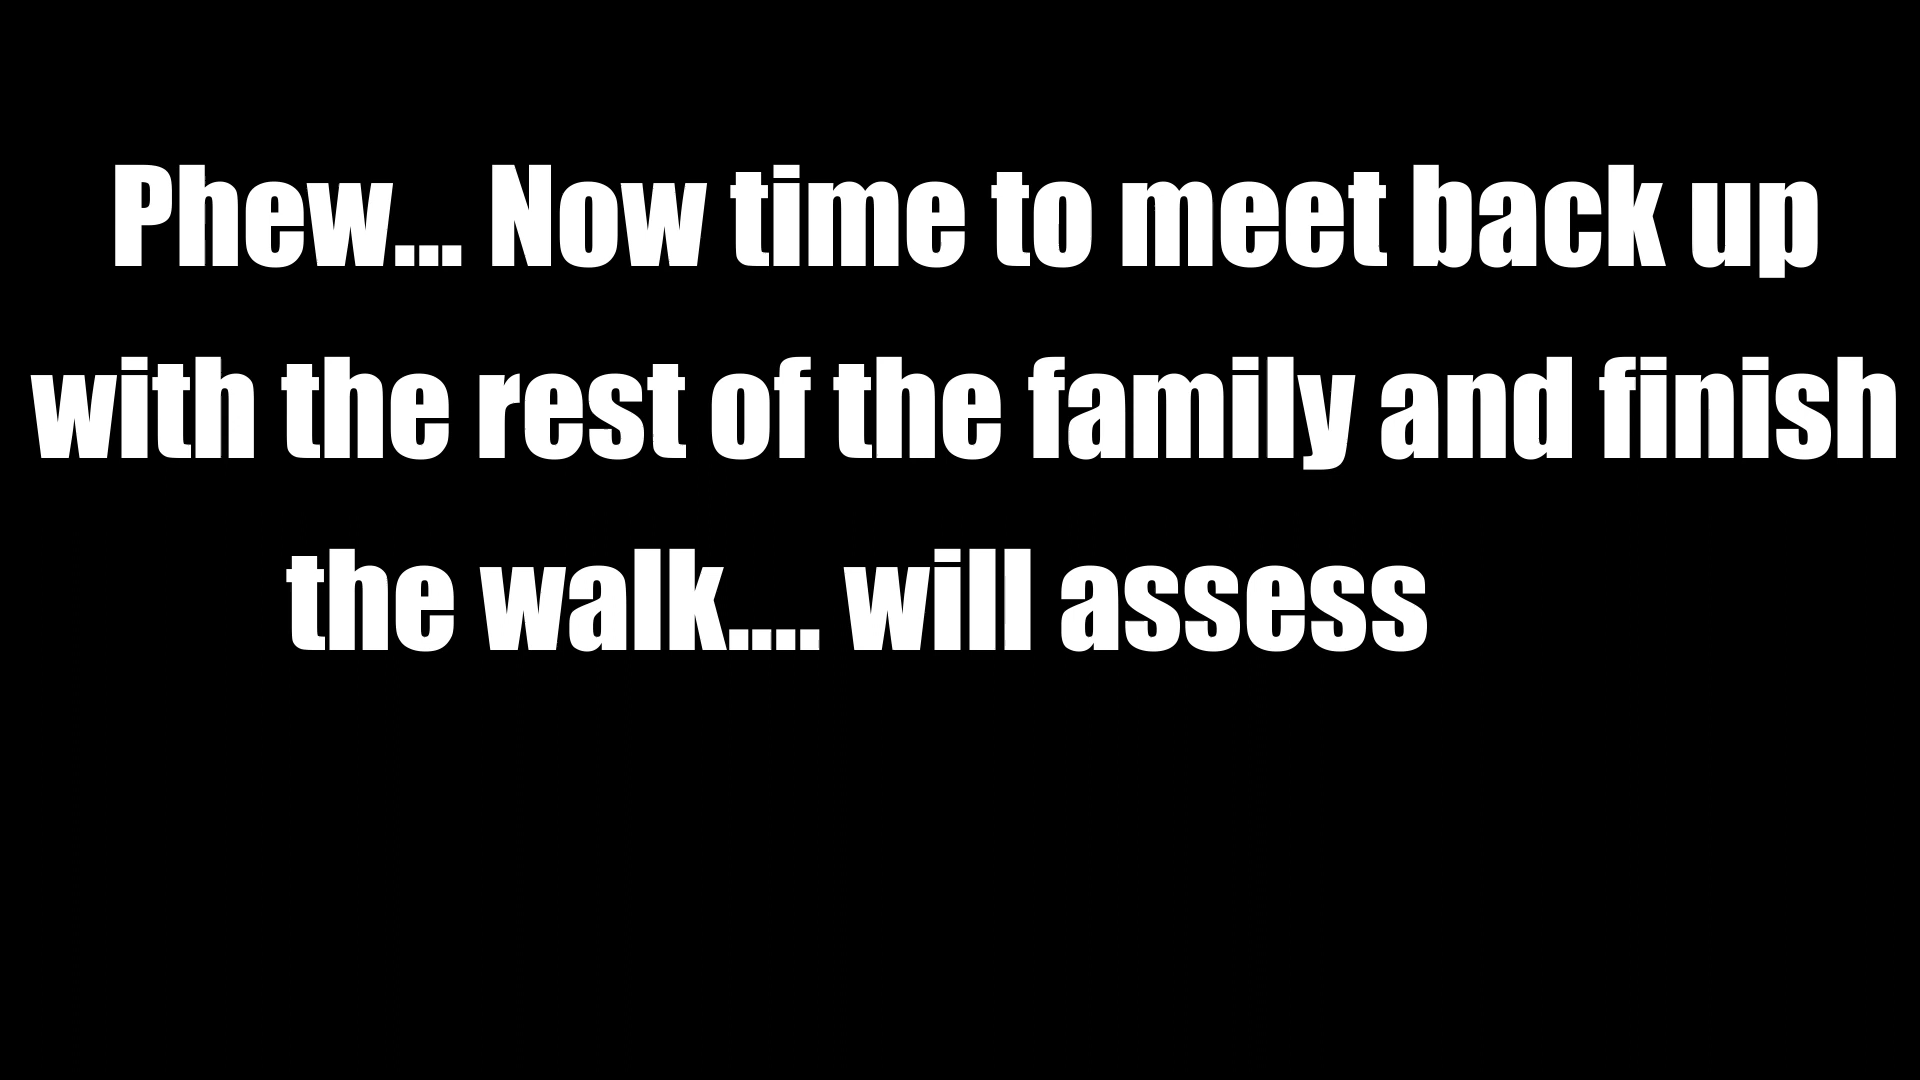 Phew... Now time to meet back up
with the rest of the family and finish
the walk.... will assess